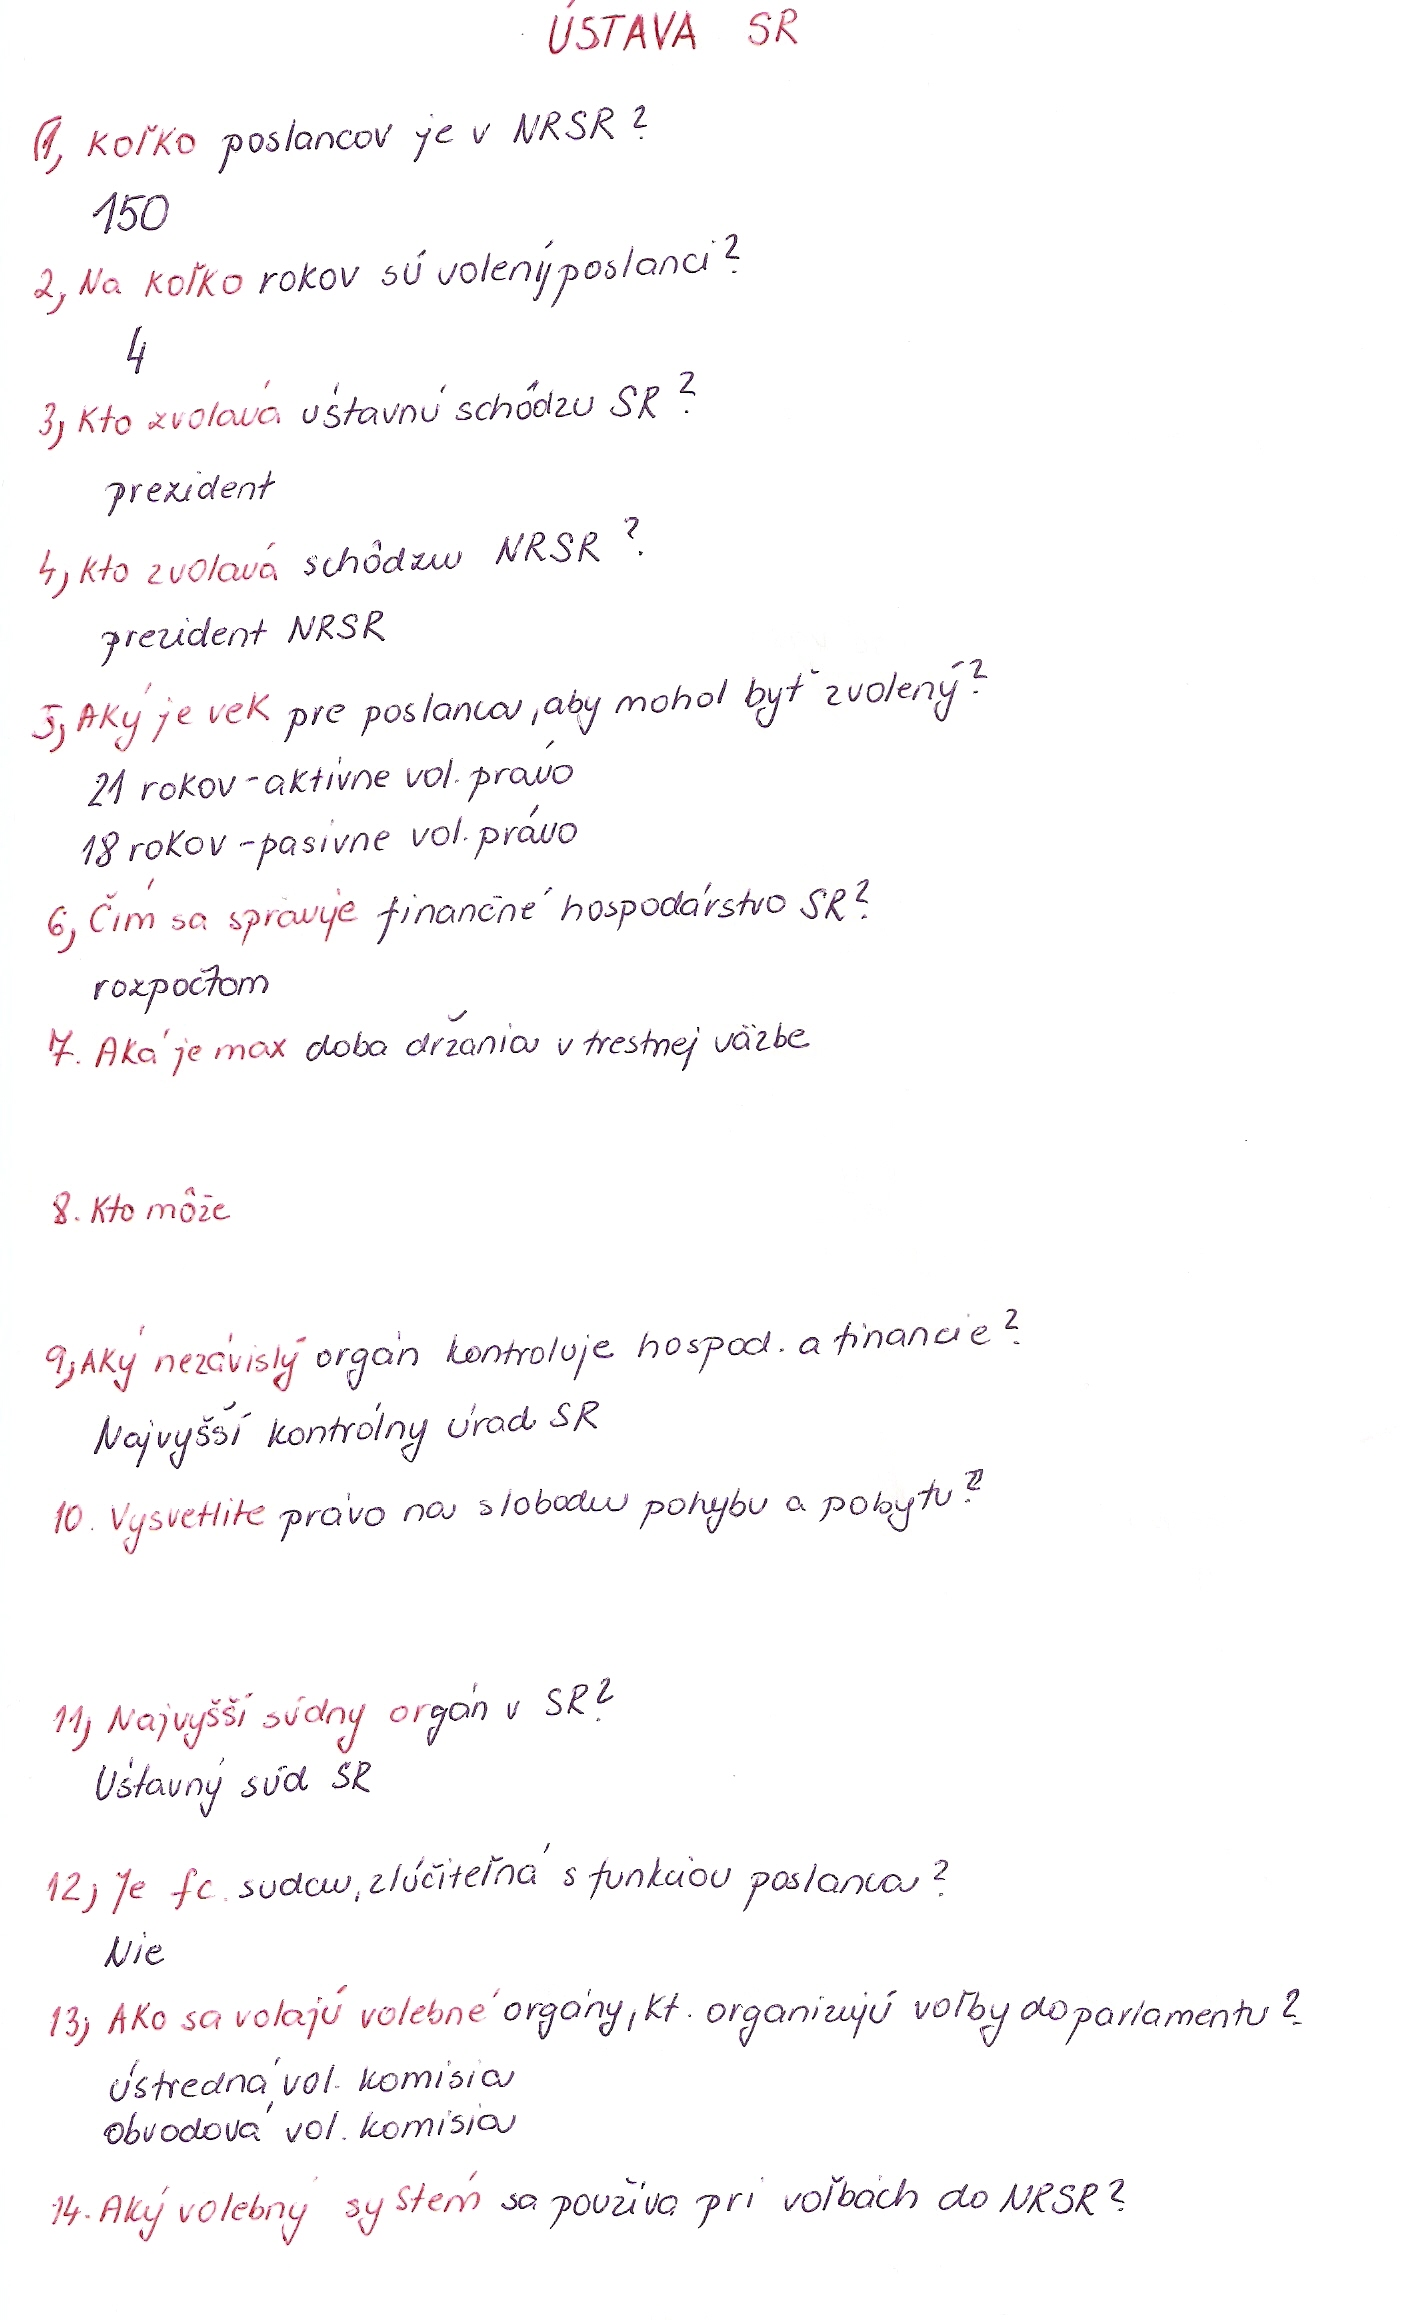 ÚSTAVA SR
1, Koľko poslancov je v NRSR?
150
2, Na koľko rokov sú volený poslanci?
4
3, Kto zvolává ústavnú schôdzu SR?
prezident
4, Kto zvolavá schôdzu NRSR?
prezident NRSR
5, Aký je vek pre poslanca, aby mohol byť zvolený?
21 rokov - aktívne vol. právo
18 rokov - pasívne vol. právo
6, Čím sa spravuje finančné hospodárstvo SR?
rozpočtom
7. Aká je max doba držania v trestnej väzbe
8. Kto môže
9, Aký nezávislý orgán kontroluje hospod. a financie?
Najvyšší kontrólny úrad SR
10. Vysvetlite právo na slobodu pohybu a pobytu?
11, Najvyšší súdny orgán v SR?
Ústavný súd SR
12, Je fc. sudcu, zlúčiteľná s funkciou poslanca?
Nie
13, Ako sa volajú volebné orgány, kt. organizujú voľby do parlamentu?
ústredná vol. komisia
obvodová vol. komisia
14. Aký volebný systém sa používa pri voľbách do NRSR?